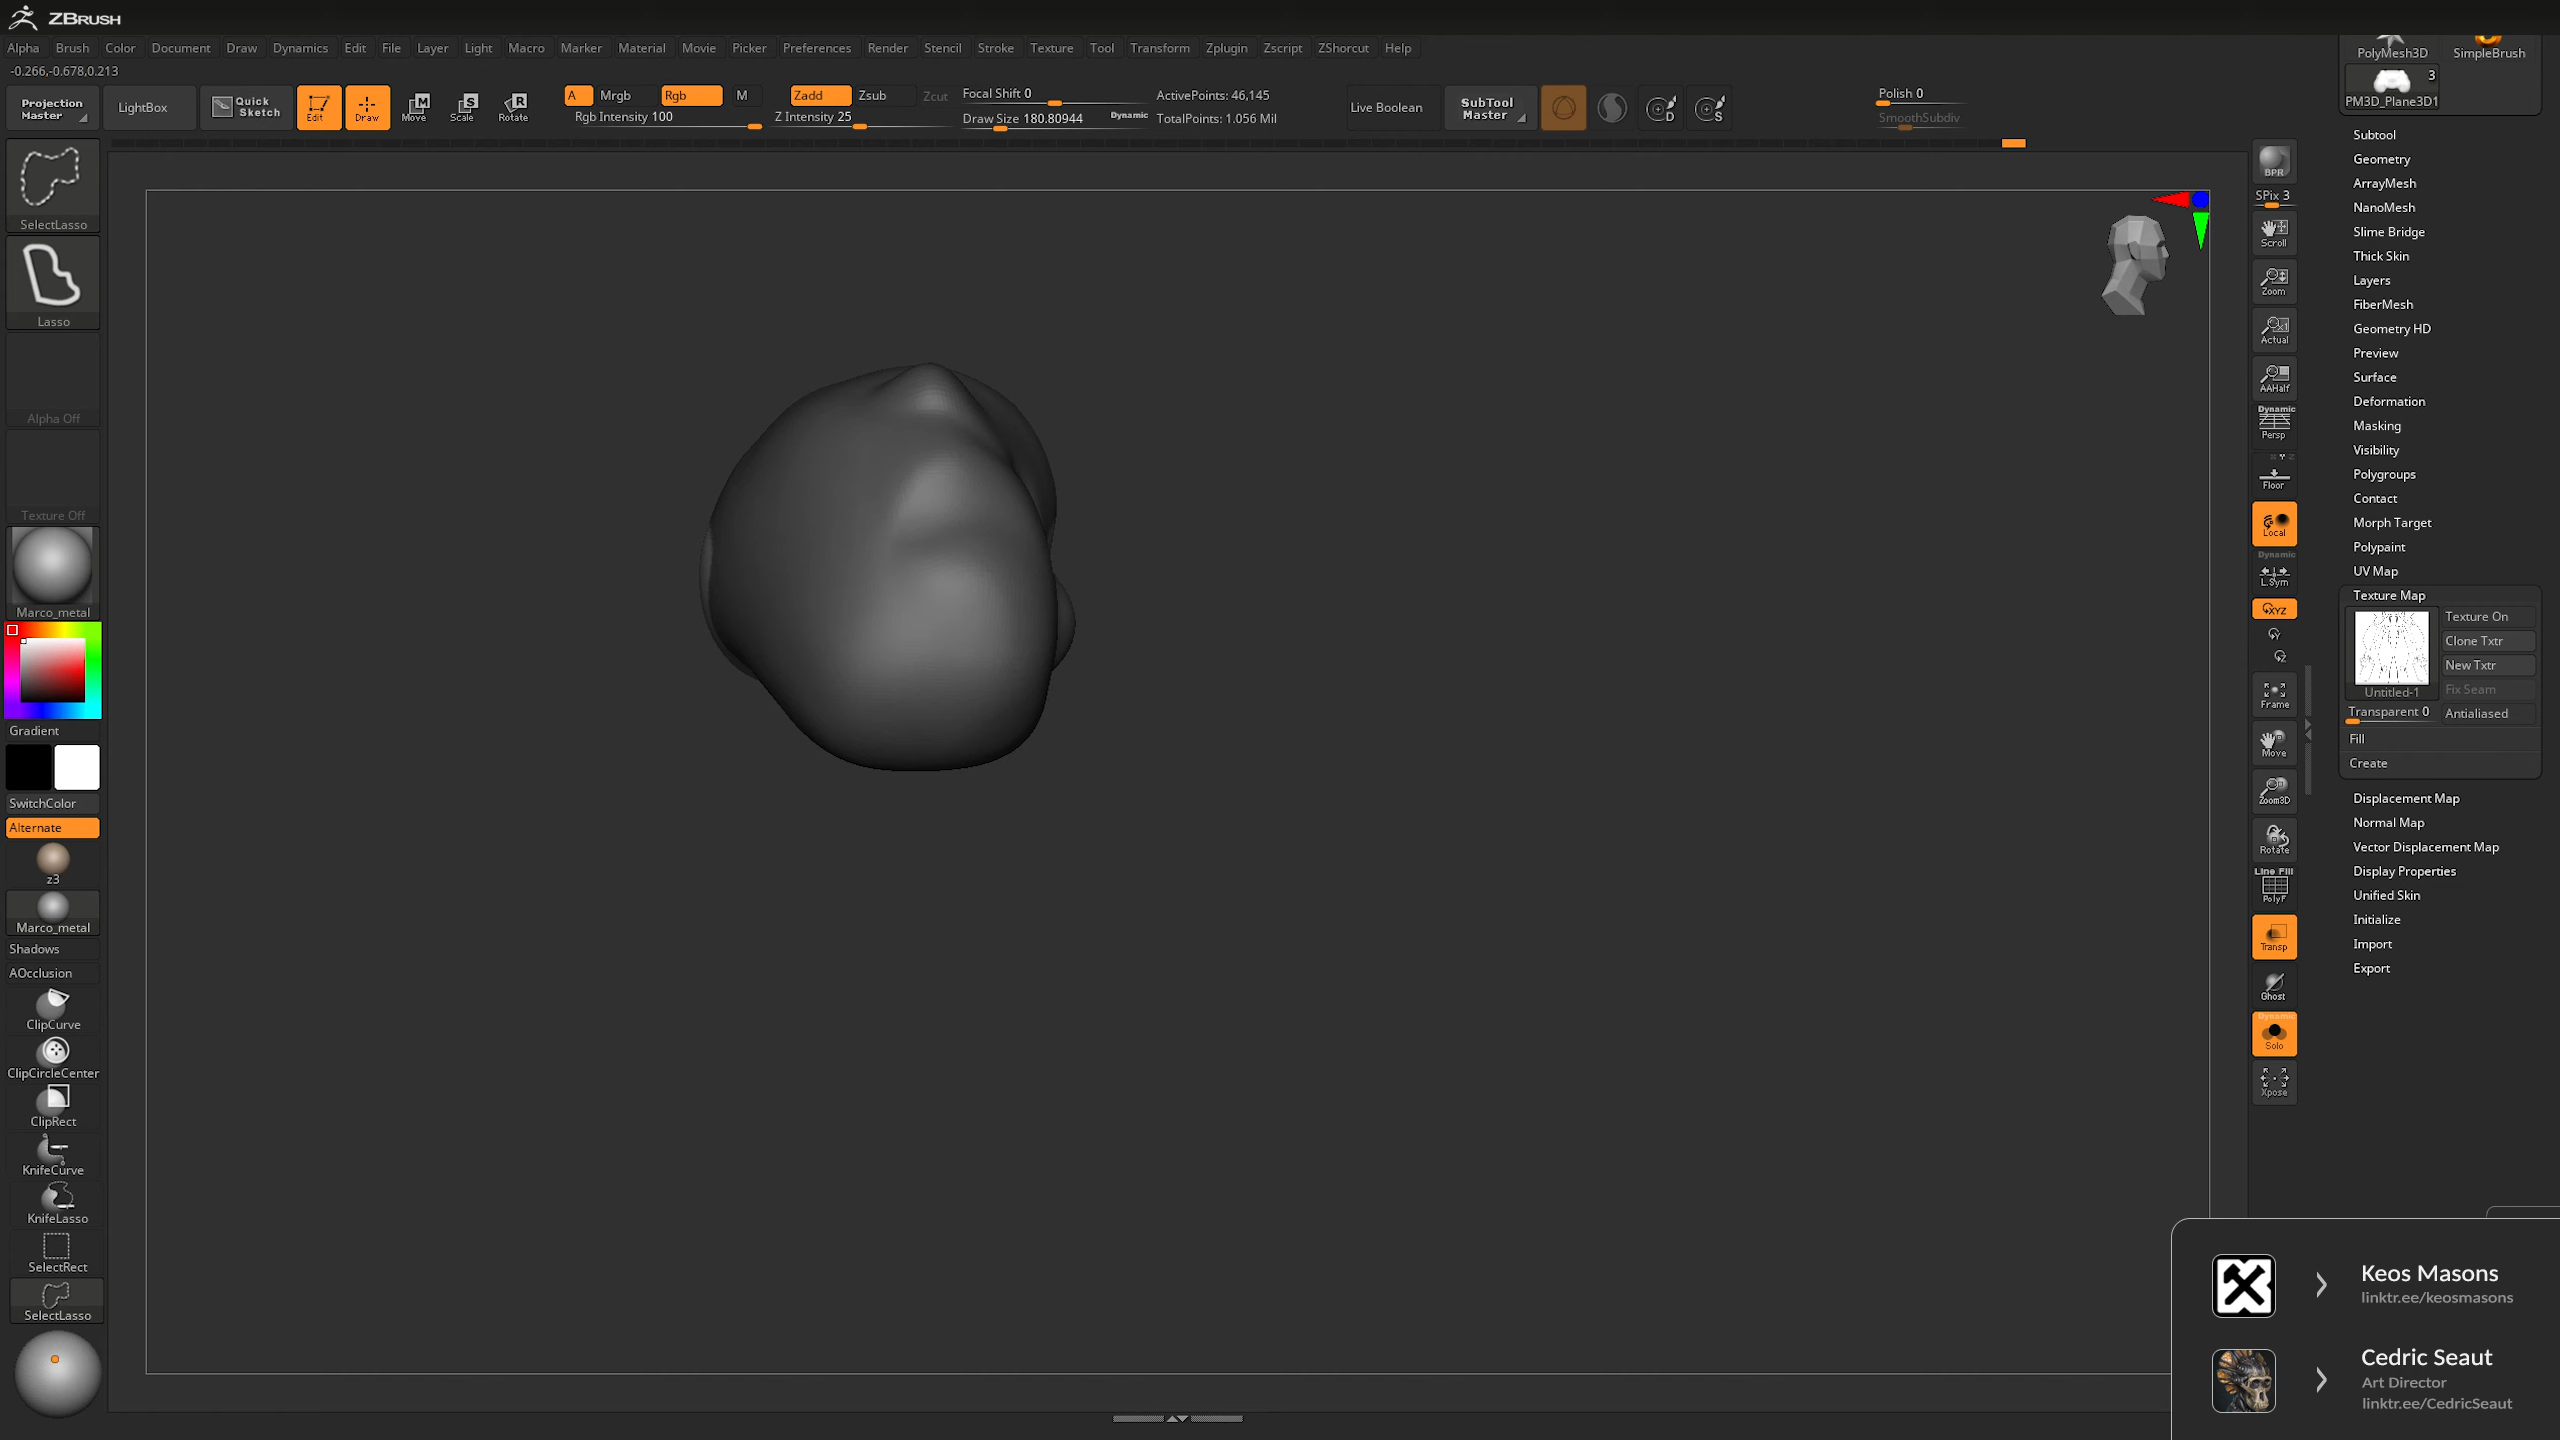 ZBRUSH
Alpha Brush Color Document Draw Dynamics Edit File Layer Light Macro Marker Material Movie Picker Preferences Render Stencil Stroke Texture Tool Transform Zplugin Zscript ZShorcut Help
-0.266,-0.678,0.213
Projection Master
LightBox
Quick Sketch
Edit
Draw
Move
Scale
Rotate
A Mrgb Rgb M
Rgb Intensity 100
Zadd Zsub Zcut
Z Intensity 25
Focal Shift 0
Draw Size 180.80944
Dynamic
ActivePoints: 46,145
TotalPoints: 1.056 Mil
Live Boolean
SubTool Master
Polish 0
SmoothSubdiv
PolyMesh3D
SimpleBrush
3
PM3D_Plane3D1
SelectLasso
Lasso
Alpha Off
Texture Off
Marco_metal
Gradient
SwitchColor
Alternate
z3
Marco_metal
Shadows
AOcclusion
ClipCurve
ClipCircleCenter
ClipRect
KnifeCurve
KnifeLasso
SelectRect
SelectLasso
BPR
SPix 3
Scroll
Zoom
Actual
AAHalf
Dynamic
Persp
Floor
Local
Dynamic
L.Sym
XYZ
Frame
Move
Zoom3D
Rotate
Line Fill
PolyF
Transp
Ghost
Dynamic
Solo
Xpose
Subtool
Geometry
ArrayMesh
NanoMesh
Slime Bridge
Thick Skin
Layers
FiberMesh
Geometry HD
Preview
Surface
Deformation
Masking
Visibility
Polygroups
Contact
Morph Target
Polypaint
UV Map
Texture Map
Texture On
Clone Txtr
New Txtr
Untitled-1
Fix Seam
Transparent 0
Antialiased
Fill
Create
Displacement Map
Normal Map
Vector Displacement Map
Display Properties
Unified Skin
Initialize
Import
Export
Keos Masons
linktr.ee/keosmasons
Cedric Seaut
Art Director
linktr.ee/CedricSeaut